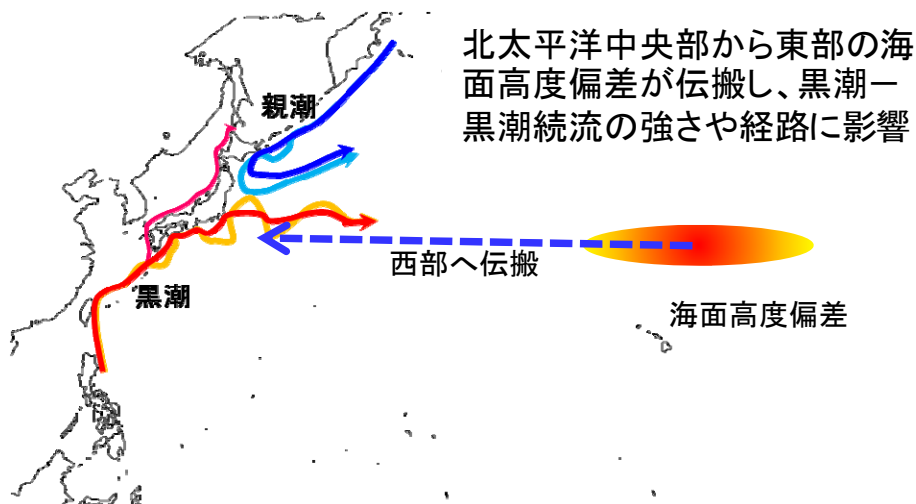 北太平洋中央部から東部の海
面高度偏差が伝搬し、黒潮－
黒潮続流の強さや経路に影響
親潮
西部へ伝搬
黒潮
海面高度偏差